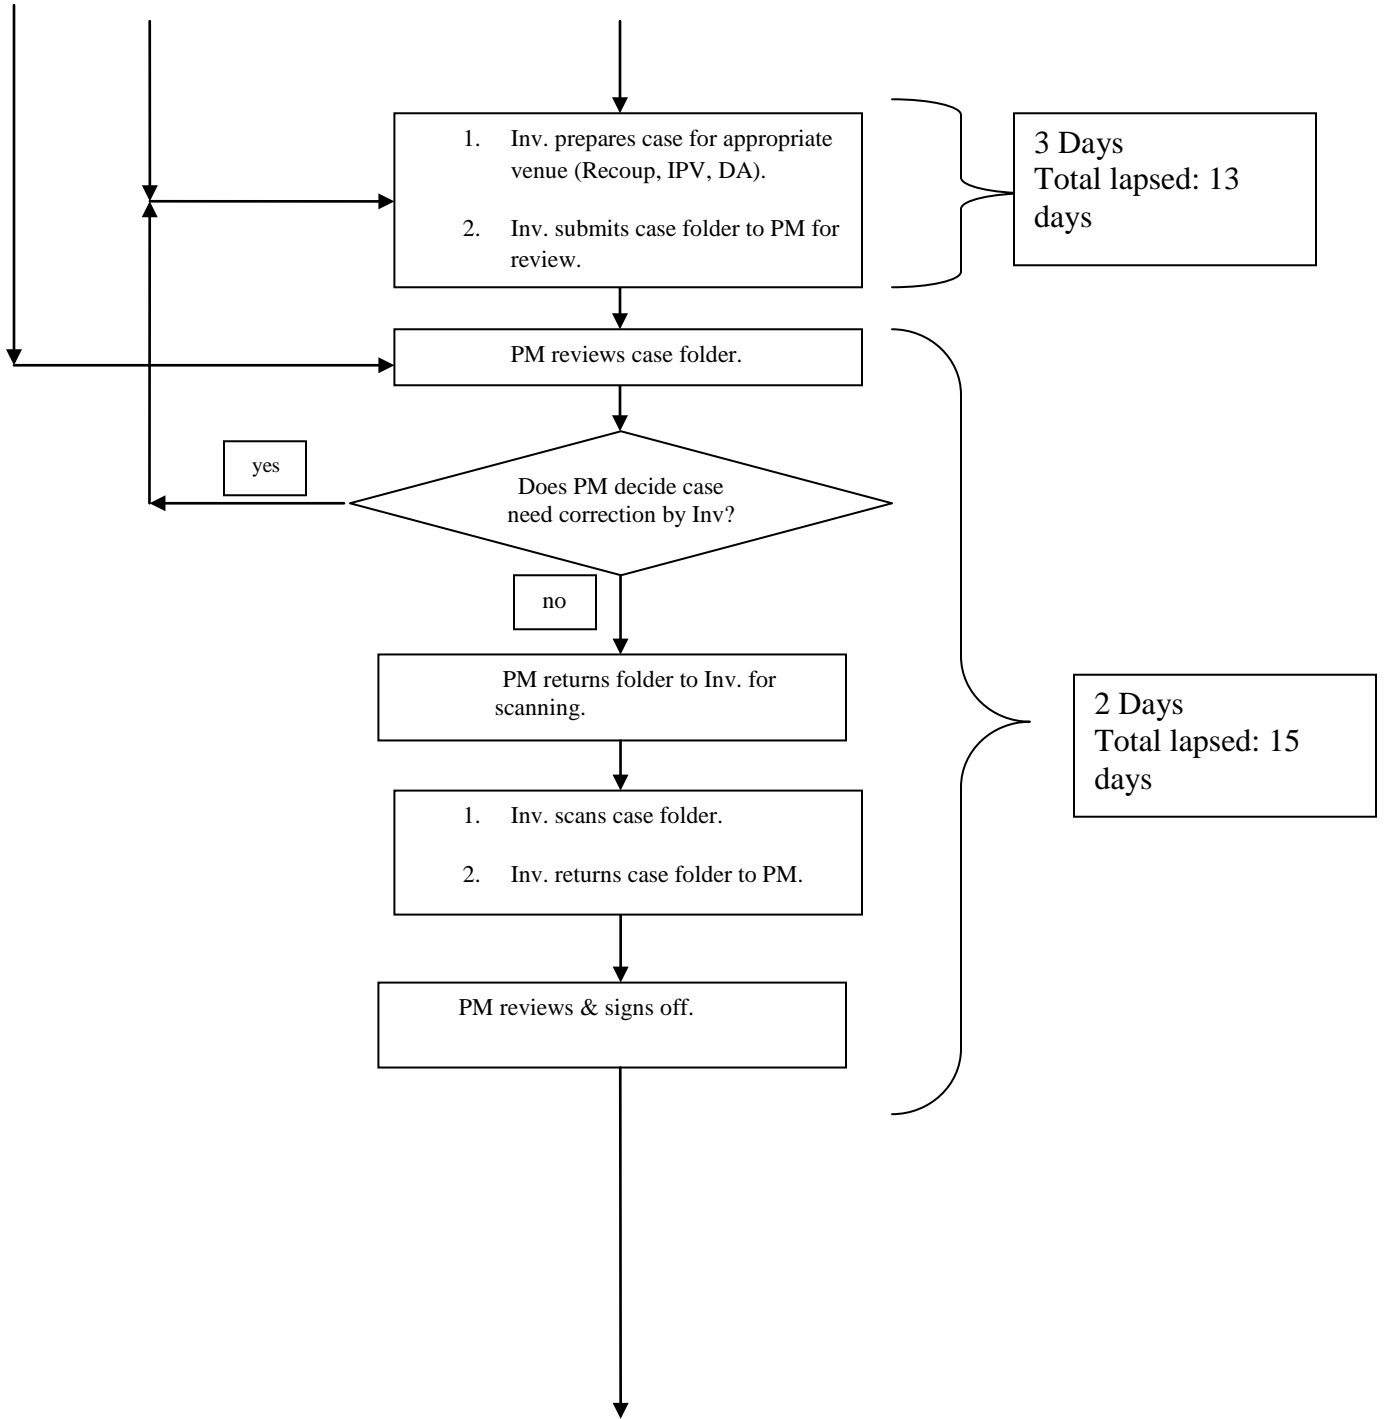 1. Inv. prepares case for appropriate
venue (Recoup, IPV, DA).
2. Inv. submits case folder to PM for
review.
3 Days
Total lapsed: 13
days
PM reviews case folder.
yes
Does PM decide case
need correction by Inv?
no
PM returns folder to Inv. for
scanning.
2 Days
Total lapsed: 15
days
1. Inv. scans case folder.
2. Inv. returns case folder to PM.
PM reviews & signs off.